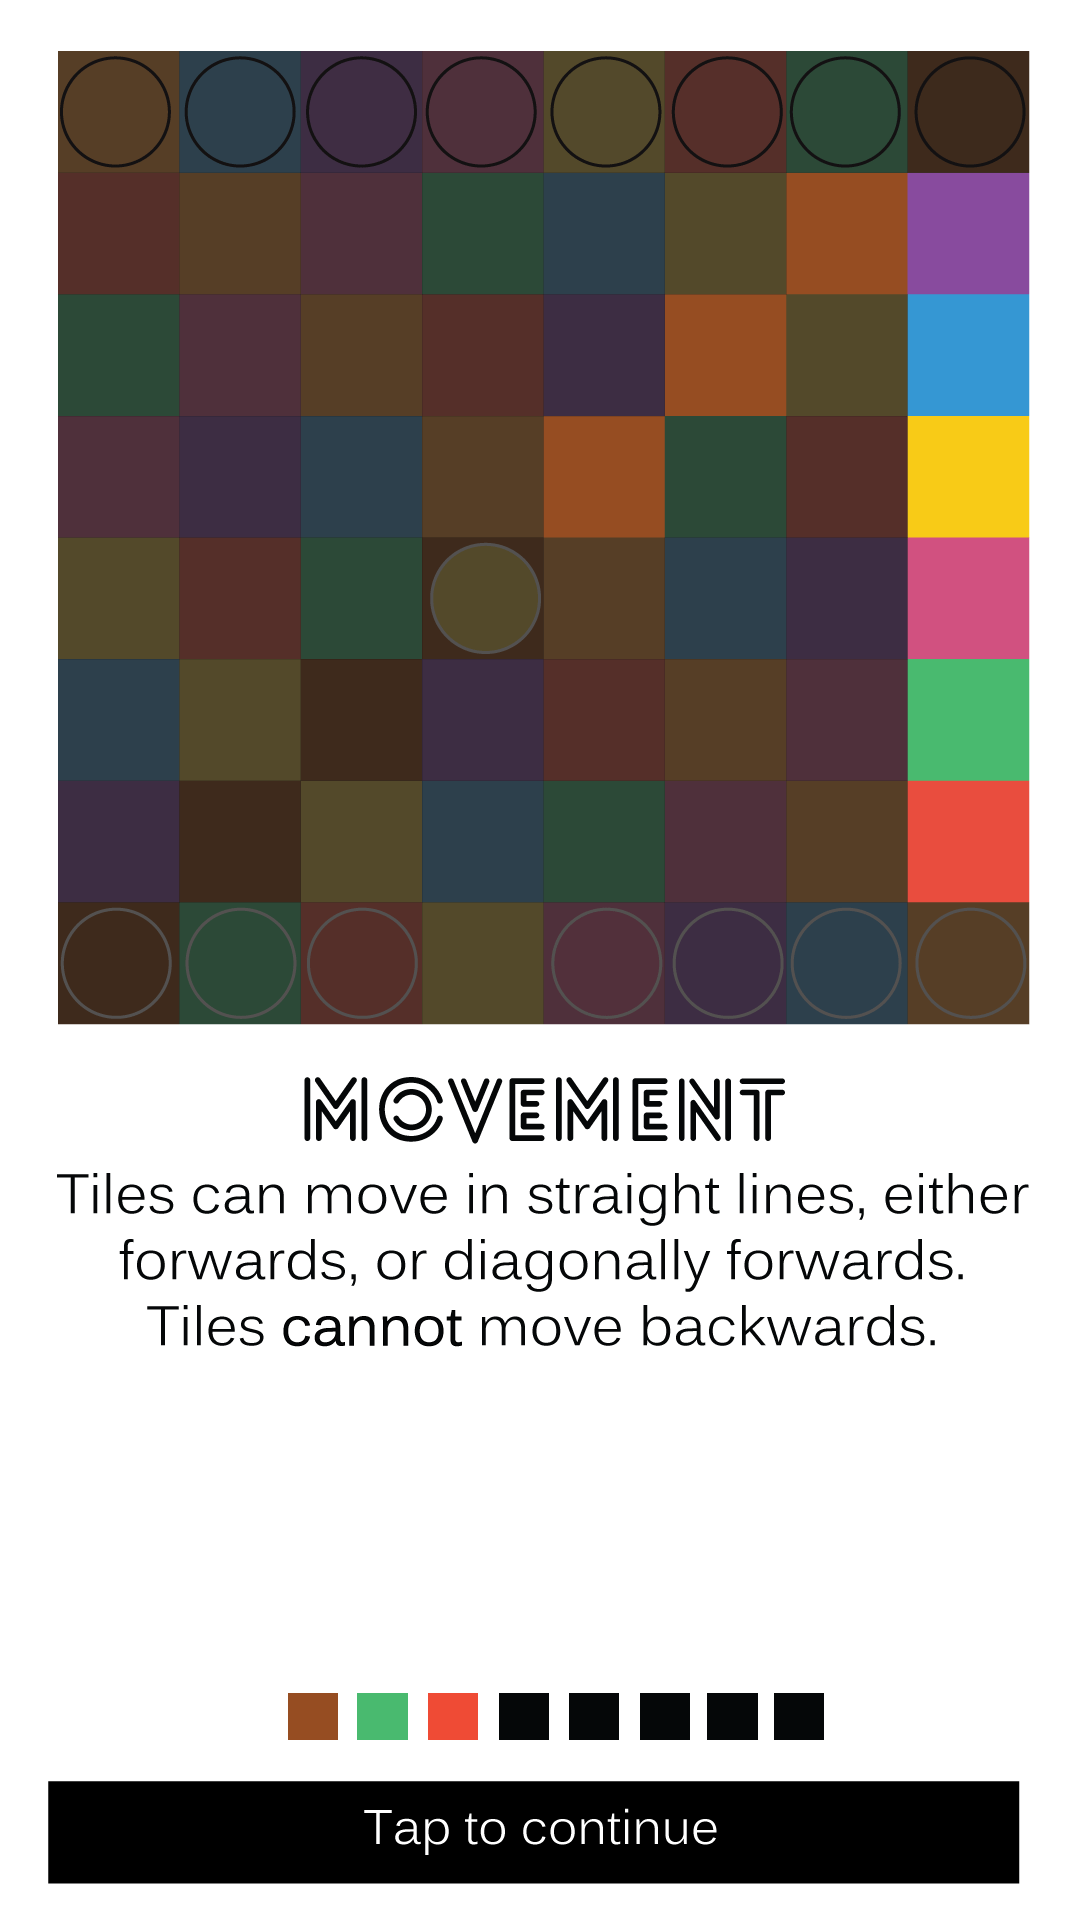 MOVEMENT
Tiles can move in straight lines, either
forwards, or diagonally forwards.
Tiles cannot move backwards.
Tap to continue